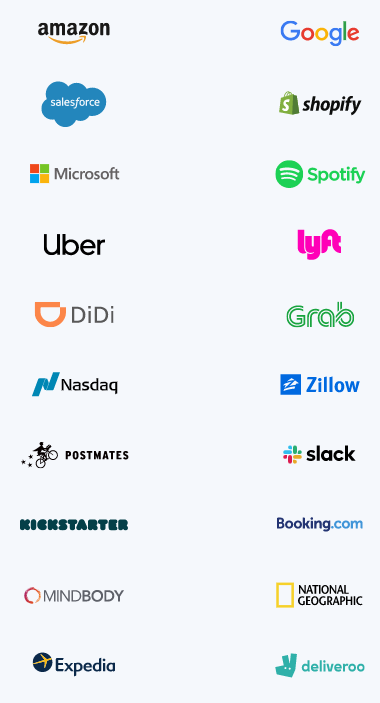 amazon
Google
salesforce
shopify
Microsoft
Spotify
Uber
lyft
DiDi
Grab
Nasdaq
Zillow
POSTMATES
slack
KICKSTARTER
Booking.com
MINDBODY
NATIONAL
GEOGRAPHIC
Expedia
deliveroo